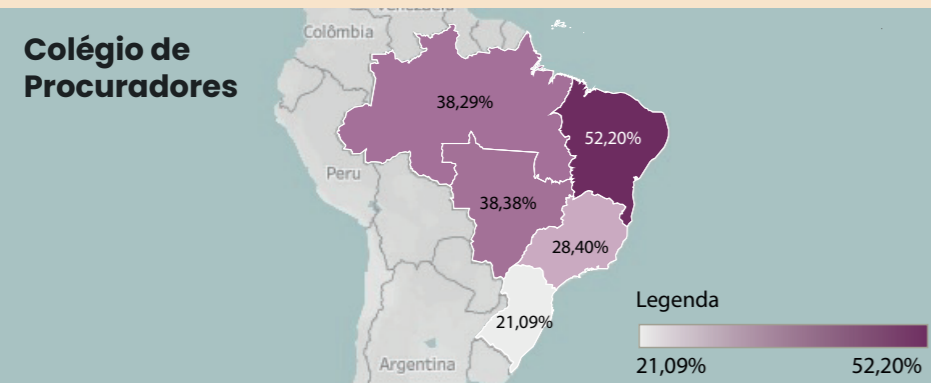 Venezuela
Colômbia
Colégio de
Procuradores
38,29%
52,20%
Peru
38,38%
28,40%
Legenda
21,09%
Argentina
21,09%
52,20%